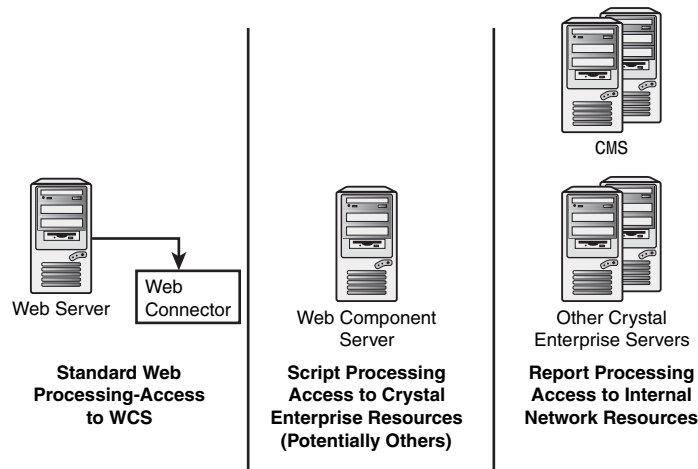 CMS
Web Server
Web
Connector
Web Component
Server
Other Crystal
Enterprise Servers
Standard Web
Processing-Access
to WCS
Script Processing
Access to Crystal
Enterprise Resources
(Potentially Others)
Report Processing
Access to Internal
Network Resources